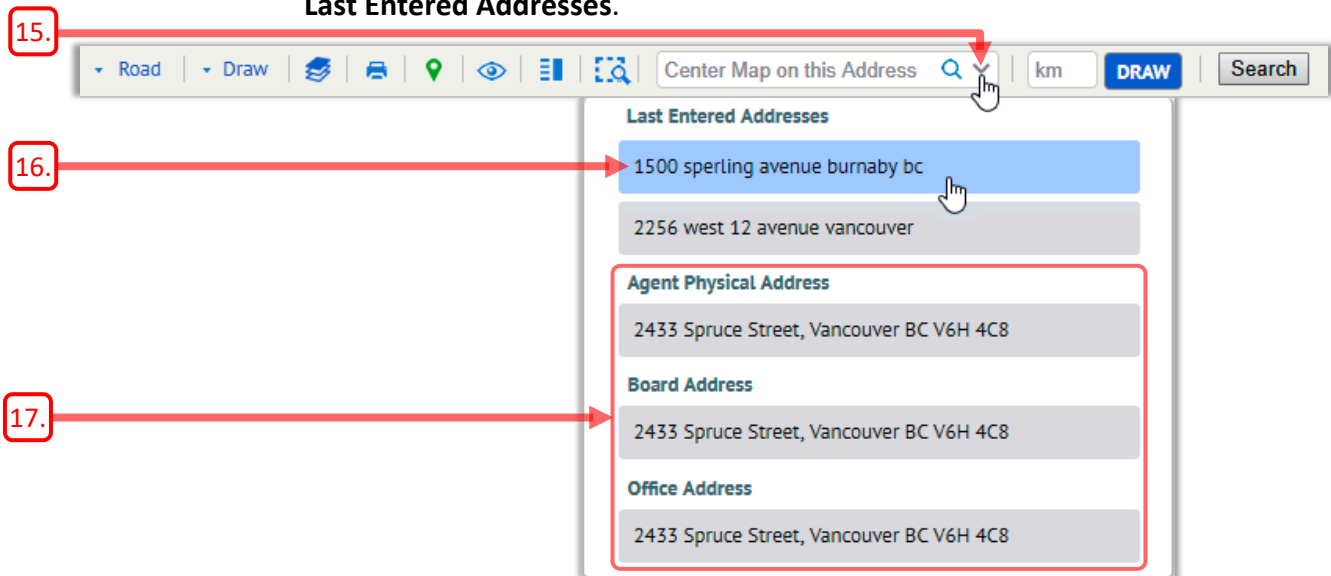 Last Entered Addresses.
15.
Road Draw Center Map on this Address km DRAW Search
Last Entered Addresses
16.
1500 sperling avenue burnaby bc
2256 west 12 avenue vancouver
Agent Physical Address
2433 Spruce Street, Vancouver BC V6H 4C8
Board Address
17.
2433 Spruce Street, Vancouver BC V6H 4C8
Office Address
2433 Spruce Street, Vancouver BC V6H 4C8